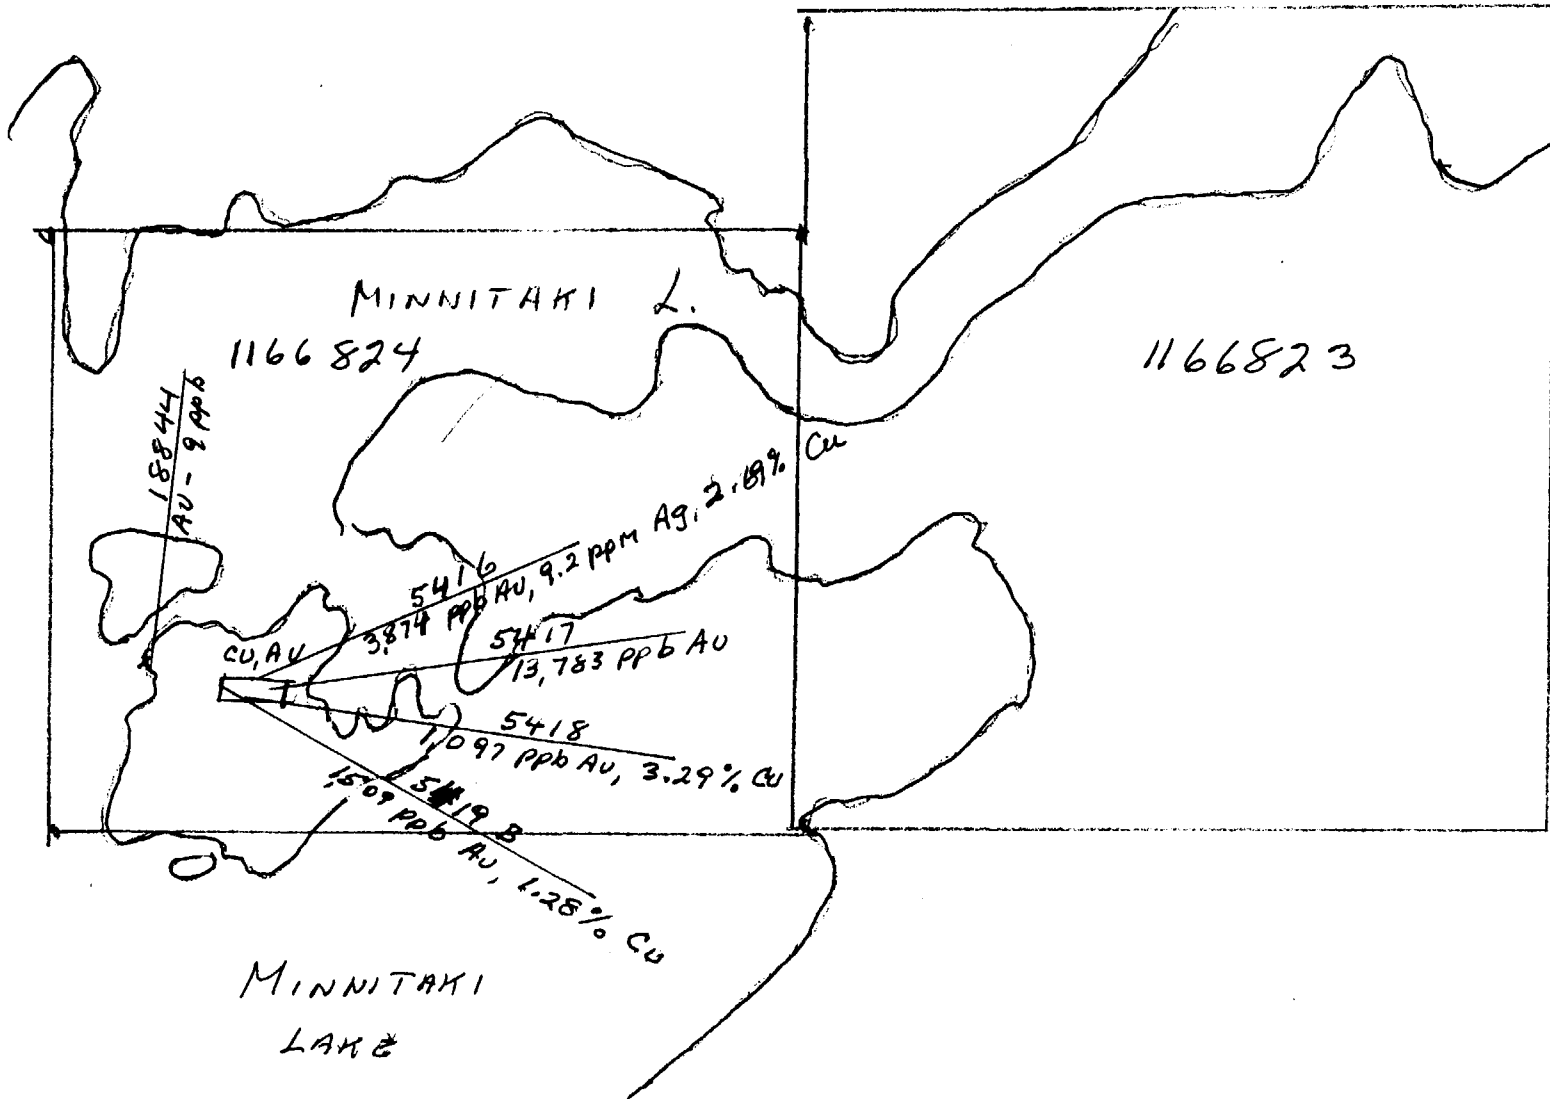 MINNITAKI L.
1166824
1166823
18844
AU - 9 ppb
5416
3,874 ppb AU, 9.2 ppm Ag, 2.19% Cu
CU, AU
5417
13,783 ppb AU
5418
1,097 ppb AU, 3.29% CU
5419 B
1,509 ppb AU, 1.28% CU
MINNITAKI
LAKE